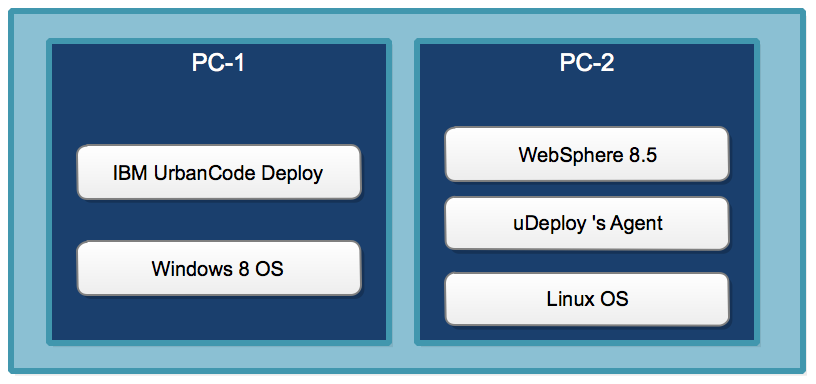 PC-1
IBM UrbanCode Deploy
Windows 8 OS
PC-2
WebSphere 8.5
uDeploy 's Agent
Linux OS